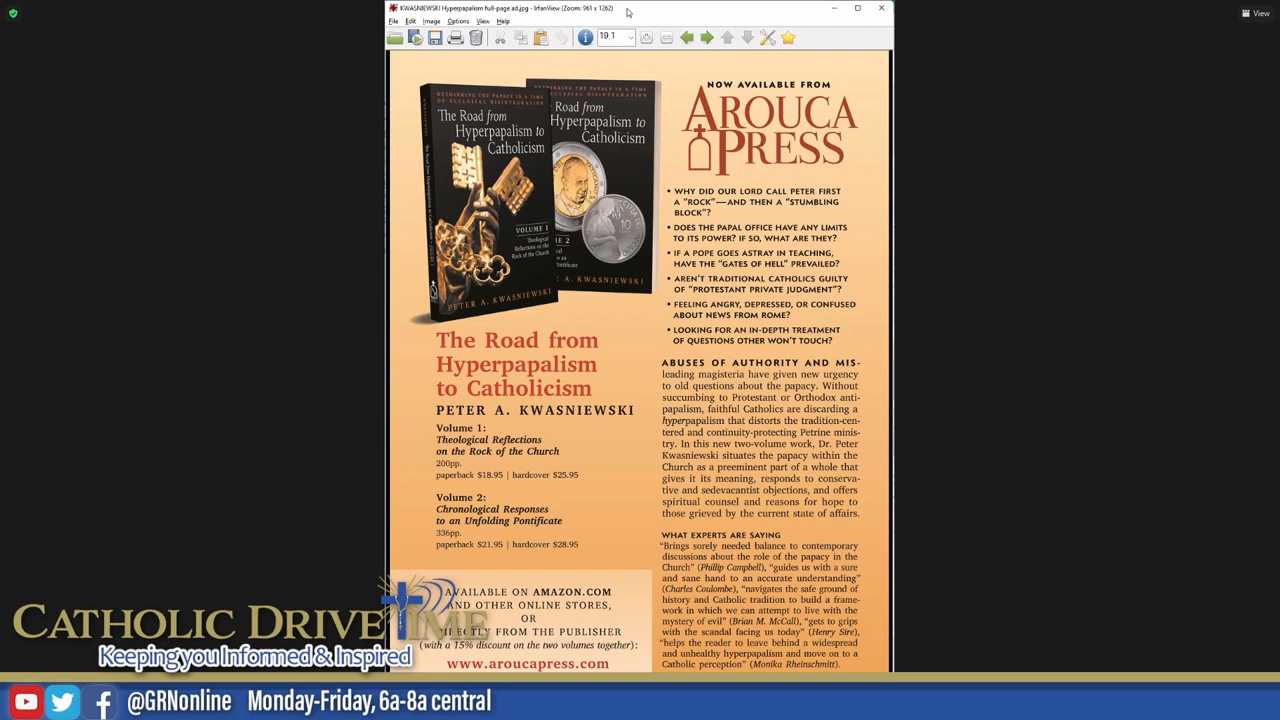 KWASNIEWSKI Hyperpapalism full-page ad.jpg - IrfanView (Zoom: 961 x 1262)
View
File Edit Image Options View Help
19.1
RETHINKING THE PAPACY IN A TIME
OF ECCLESIAL DISINTEGRATION
The Road from
Hyperpapalism to
Catholicism
VOLUME 1
Theological
Reflections on the
Rock of the Church
PETER A. KWASNIEWSKI
The Road from
Hyperpapalism to
Catholicism
NOW AVAILABLE FROM
AROUCA
PRESS
• WHY DID OUR LORD CALL PETER FIRST
A "ROCK"—AND THEN A "STUMBLING
BLOCK"?
• DOES THE PAPAL OFFICE HAVE ANY LIMITS
TO ITS POWER? IF SO, WHAT ARE THEY?
• IF A POPE GOES ASTRAY IN TEACHING,
HAVE THE "GATES OF HELL" PREVAILED?
• AREN'T TRADITIONAL CATHOLICS GUILTY
OF "PROTESTANT PRIVATE JUDGMENT"?
• FEELING ANGRY, DEPRESSED, OR CONFUSED
ABOUT NEWS FROM ROME?
• LOOKING FOR AN IN-DEPTH TREATMENT
OF QUESTIONS OTHER WON'T TOUCH?
The Road from
Hyperpapalism
to Catholicism
PETER A. KWASNIEWSKI
Volume 1:
Theological Reflections
on the Rock of the Church
200pp.
paperback $18.95 | hardcover $25.95
Volume 2:
Chronological Responses
to an Unfolding Pontificate
336pp.
paperback $21.95 | hardcover $28.95
ABUSES OF AUTHORITY AND MIS-
leading magisteria have given new urgency
to old questions about the papacy. Without
succumbing to Protestant or Orthodox anti-
papalism, faithful Catholics are discarding a
hyperpapalism that distorts the tradition-cen-
tered and continuity-protecting Petrine minis-
try. In this new two-volume work, Dr. Peter
Kwasniewski situates the papacy within the
Church as a preeminent part of a whole that
gives it its meaning, responds to conserva-
tive and sedevacantist objections, and offers
spiritual counsel and reasons for hope to
those grieved by the current state of affairs.
WHAT EXPERTS ARE SAYING
"Brings sorely needed balance to contemporary
discussions about the role of the papacy in the
Church" (Phillip Campbell), "guides us with a sure
and sane hand to an accurate understanding"
(Charles Coulombe), "navigates the safe ground of
history and Catholic tradition to build a frame-
work in which we can attempt to live with the
mystery of evil" (Brian M. McCall), "gets to grips
with the scandal facing us today" (Henry Sire),
"helps the reader to leave behind a widespread
and unhealthy hyperpapalism and move on to a
Catholic perception" (Monika Rheinschmitt).
AVAILABLE ON AMAZON.COM
AND OTHER ONLINE STORES,
OR
DIRECTLY FROM THE PUBLISHER
(with a 15% discount on the two volumes together):
www.aroucapress.com
CATHOLIC DRIVE TIME
Keeping you Informed & Inspired
@GRNonline Monday-Friday, 6a-8a central